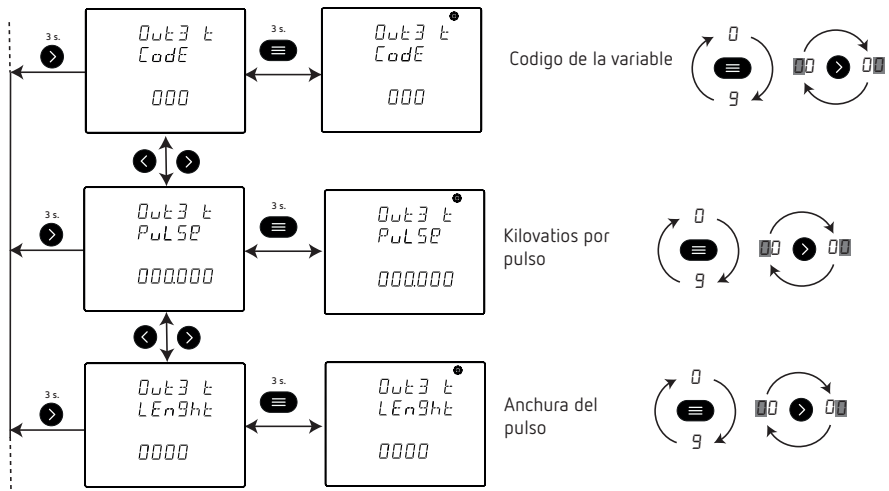 3 s.
Out3 t
CodE
000
3 s.
Out3 t
CodE
000
Codigo de la variable
0
9
00
00
3 s.
Out3 t
PuLSE
000.000
3 s.
Out3 t
PuLSE
000.000
Kilovatios por
pulso
0
9
00
00
3 s.
Out3 t
LEnght
0000
3 s.
Out3 t
LEnght
0000
Anchura del
pulso
0
9
00
00